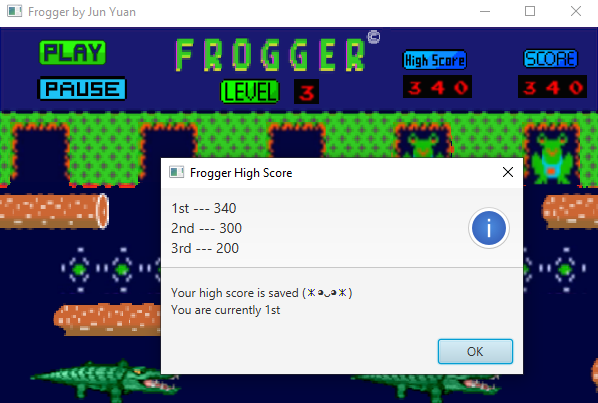 Frogger by Jun Yuan
PLAY
FROGGER©
High Score
SCORE
PAUSE
LEVEL 3
340
340
Frogger High Score
1st --- 340
2nd --- 300
3rd --- 200
Your high score is saved (ㅊ◕‿◕ㅊ)
You are currently 1st
OK